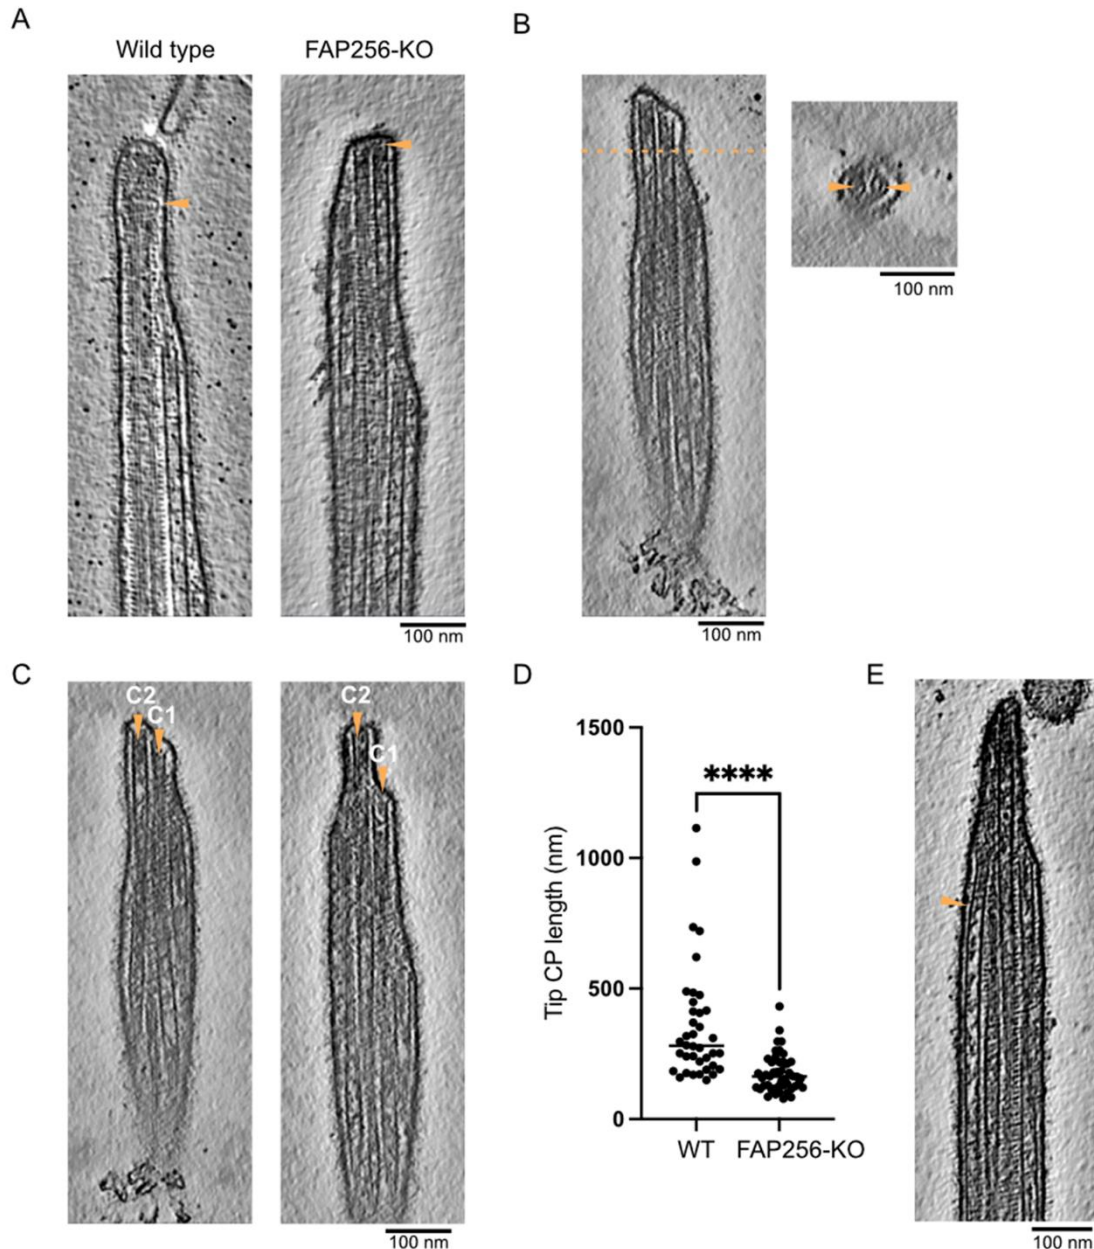 A
Wild type
FAP256-KO
100 nm
B
100 nm
100 nm
C
C2
C1
C2
C1
100 nm
D
Tip CP length (nm)
1500
1000
500
0
****
WT
FAP256-KO
E
100 nm